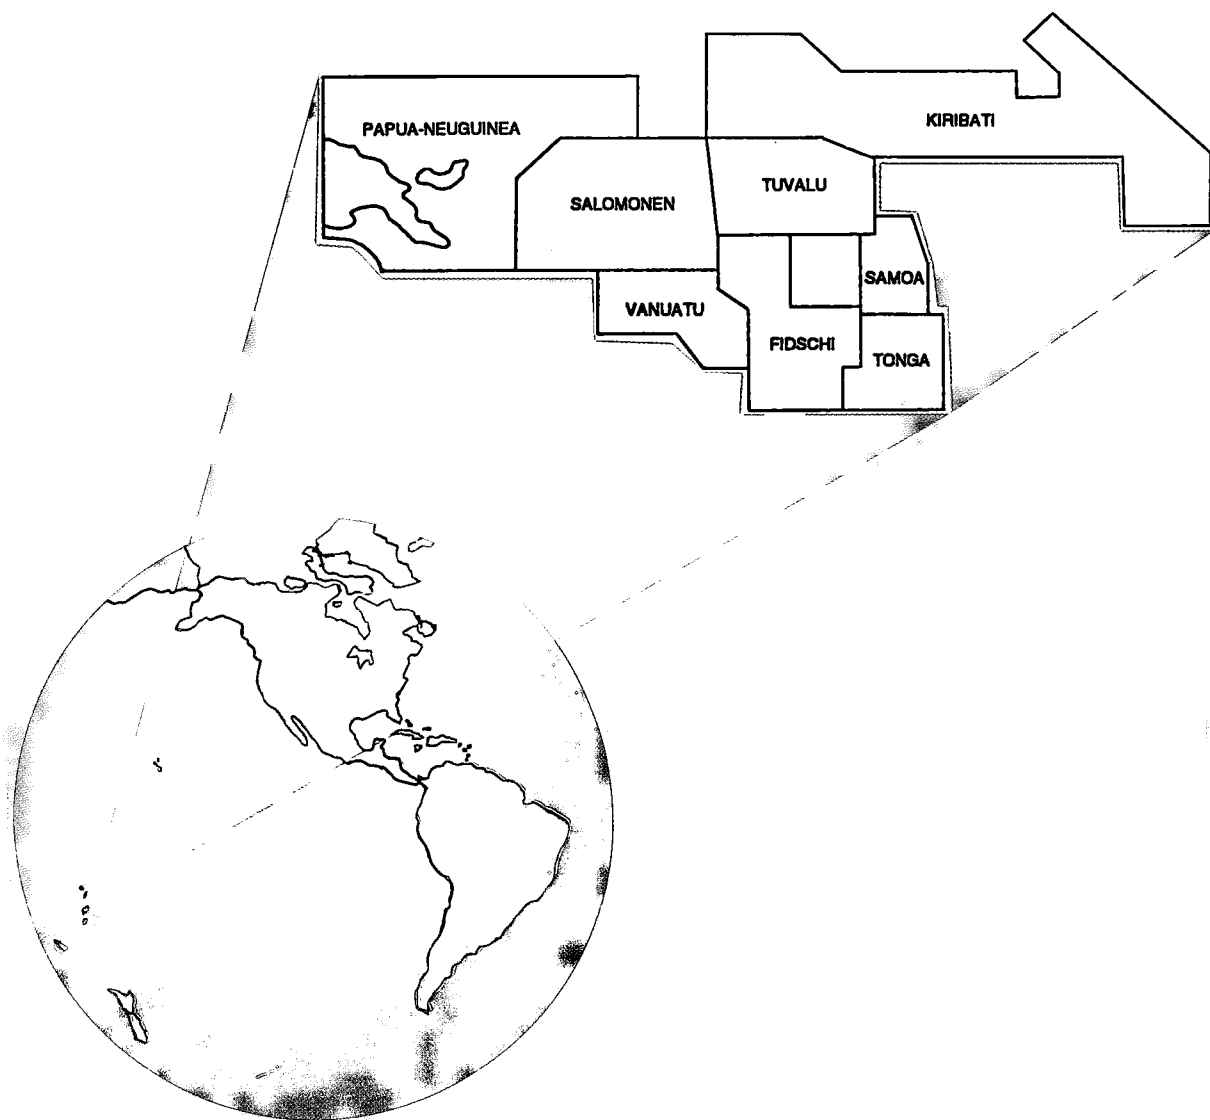 KIRIBATI
PAPUA-NEUGUINEA
TUVALU
SALOMONEN
SAMOA
VANUATU
FIDSCHI
TONGA